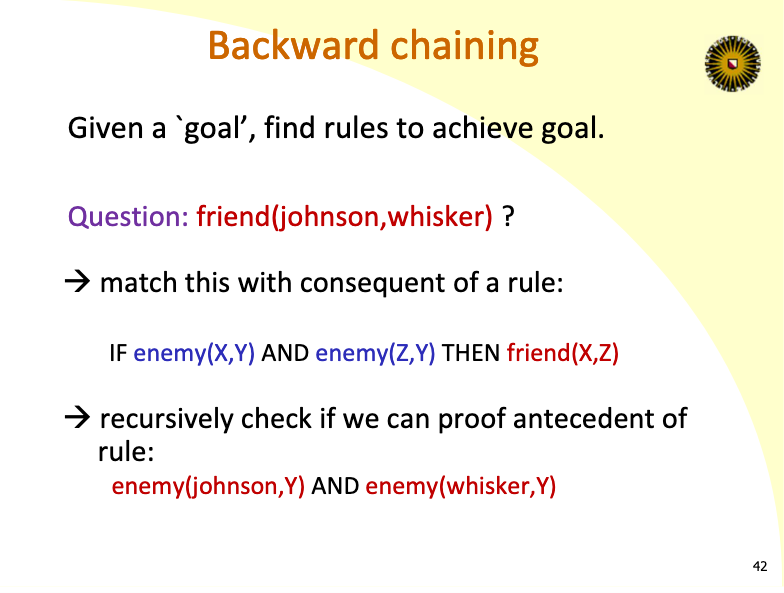 Backward chaining
Given a `goal’, find rules to achieve goal.
Question: friend(johnson,whisker) ?
→ match this with consequent of a rule:
IF enemy(X,Y) AND enemy(Z,Y) THEN friend(X,Z)
→ recursively check if we can proof antecedent of
rule:
enemy(johnson,Y) AND enemy(whisker,Y)
42